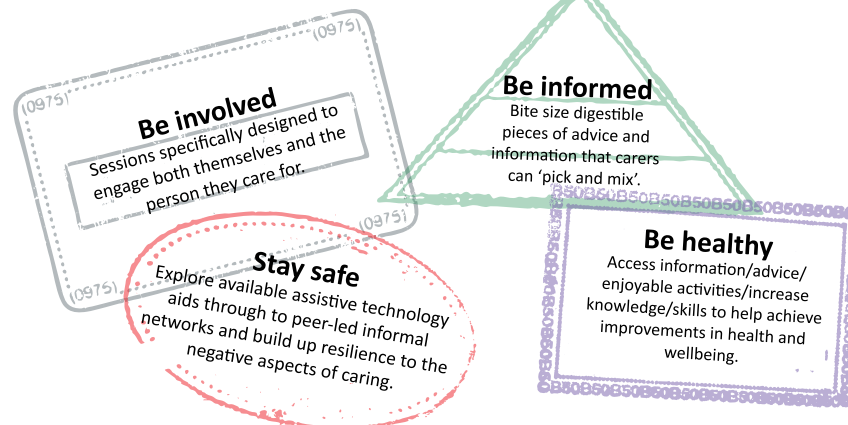 (0975)
(0975)
Be involved
Sessions specifically designed to
engage both themselves and the
person they care for.
(0975)
(0975)
Be informed
Bite size digestible
pieces of advice and
information that carers
can ‘pick and mix’.
Stay safe
Explore available assistive technology
aids through to peer-led informal
networks and build up resilience to the
negative aspects of caring.
B50B50B50B50B50B50B50B50B50B
Be healthy
Access information/advice/
enjoyable activities/increase
knowledge/skills to help achieve
improvements in health and
wellbeing.